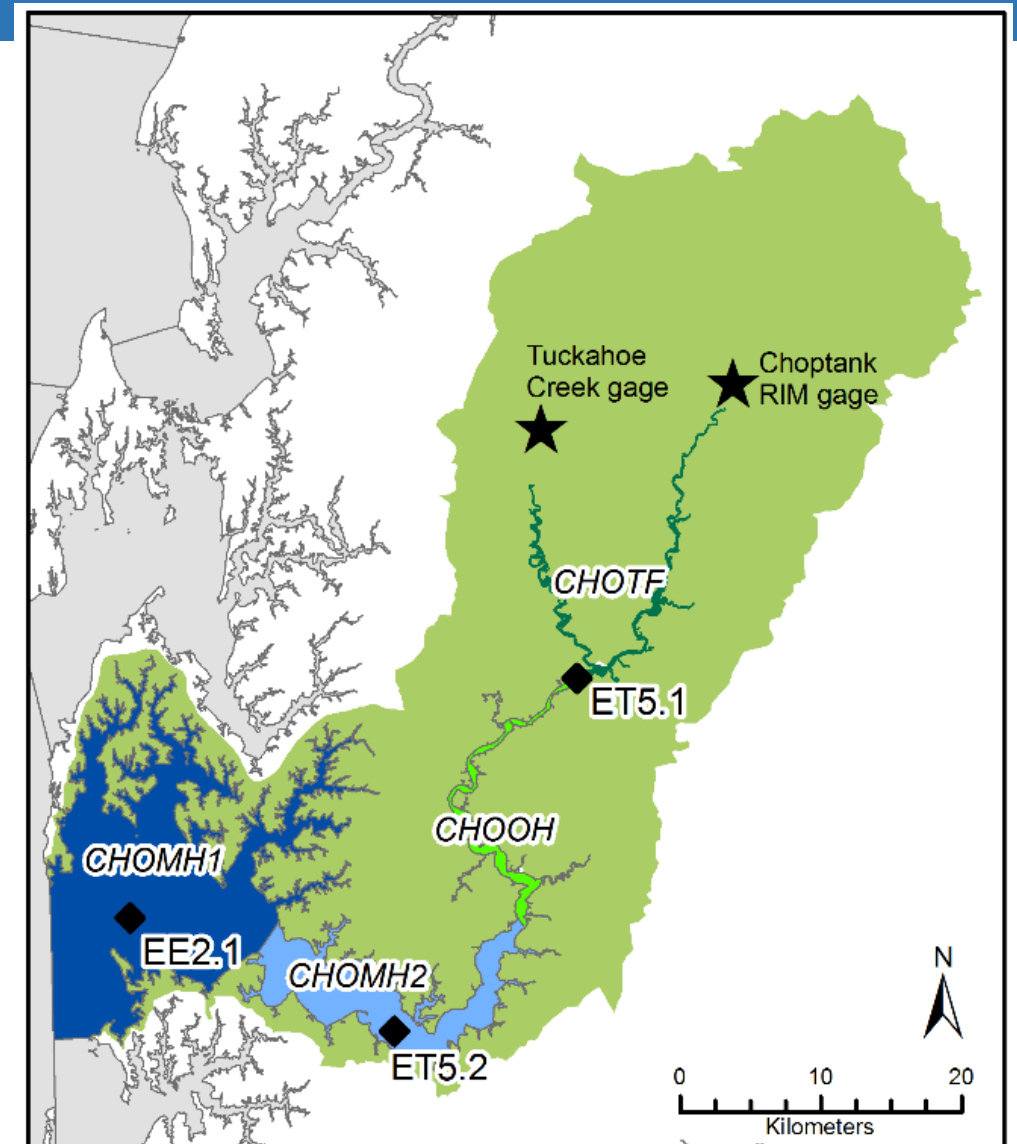 Tuckahoe
Creek gage
Choptank
RIM gage
CHOTF
ET5.1
CHOOH
CHOMH1
EE2.1
CHOMH2
ET5.2
N
0 10 20
Kilometers